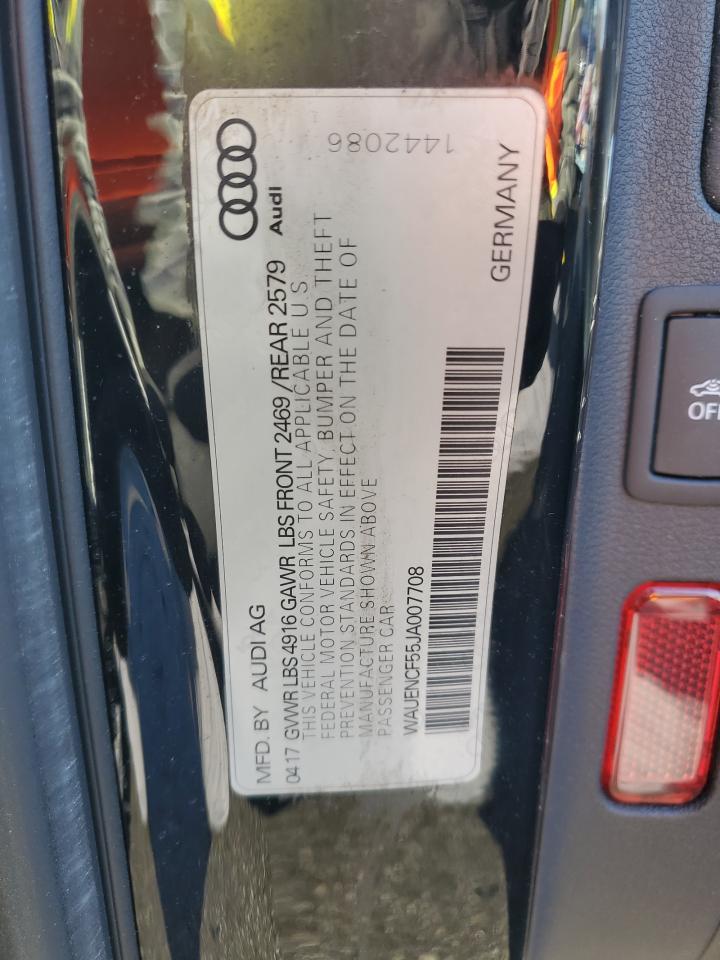 MFD. BY AUDI AG
Audi
0417 GVWR LBS 4916 GAWR LBS FRONT 2469 /REAR 2579
THIS VEHICLE CONFORMS TO ALL APPLICABLE U S
FEDERAL MOTOR VEHICLE SAFETY, BUMPER AND THEFT
PREVENTION STANDARDS IN EFFECT ON THE DATE OF
MANUFACTURE SHOWN ABOVE
PASSENGER CAR
1442086
WAUENCF55JA007708
GERMANY
OFF